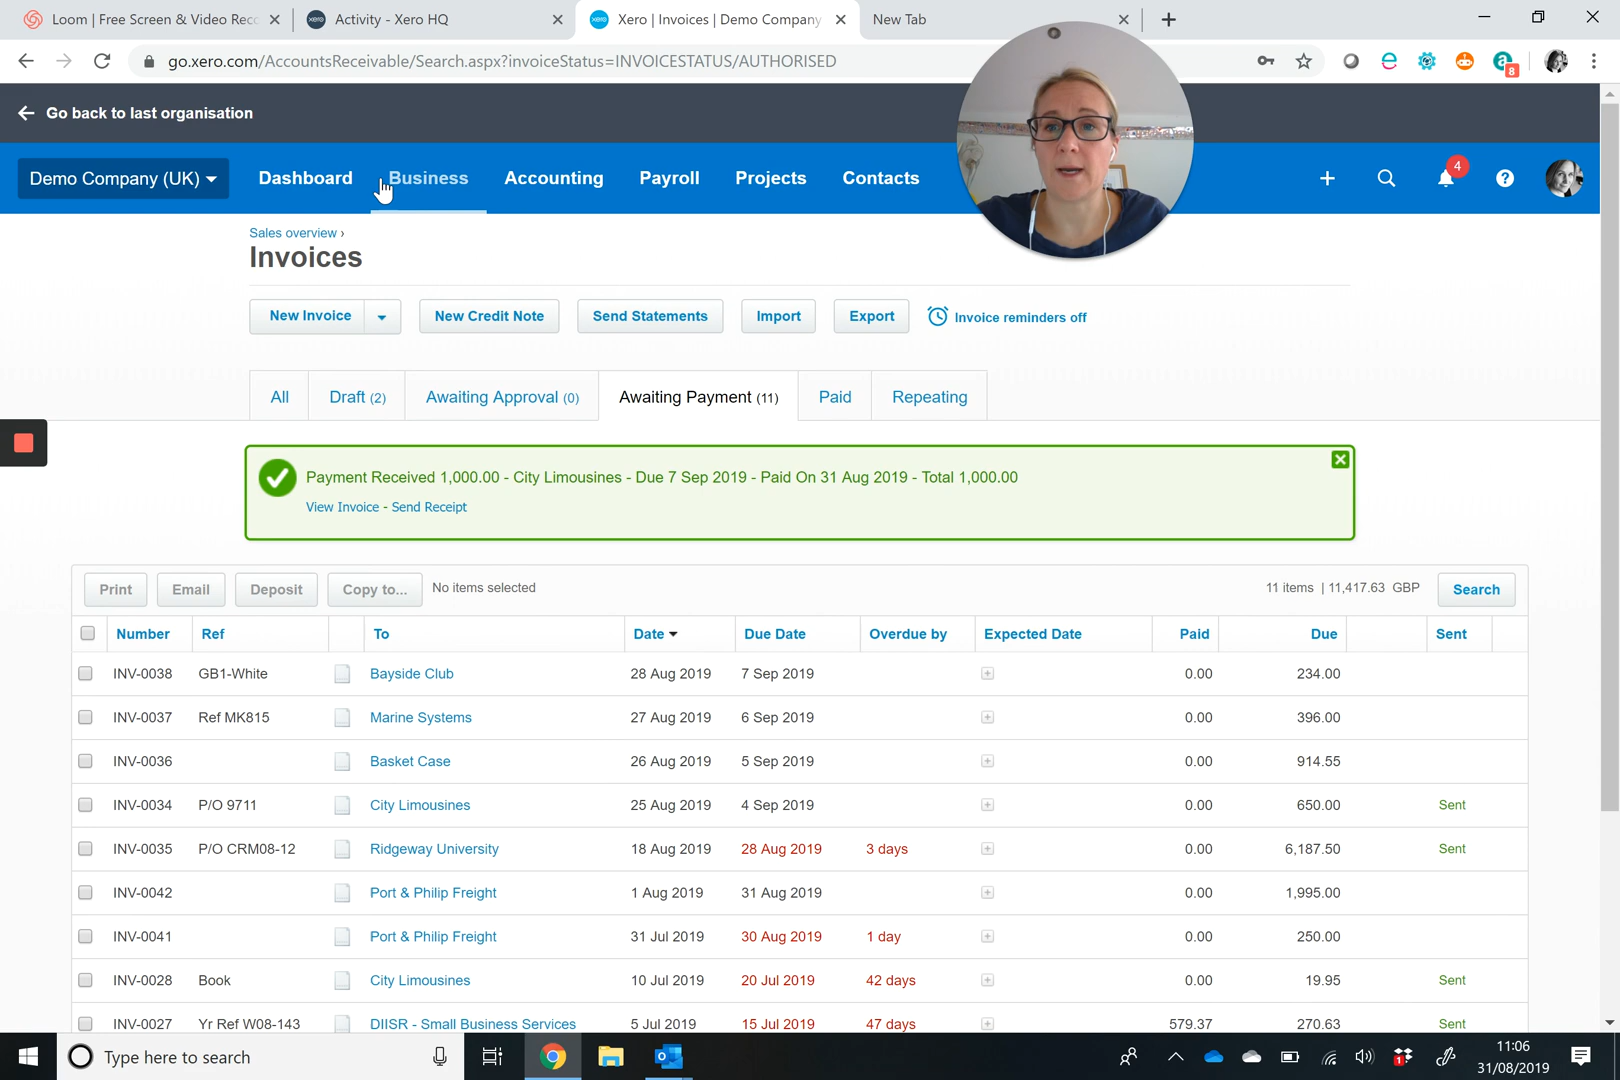 Loom | Free Screen & Video Rec
Activity - Xero HQ
Xero | Invoices | Demo Company
New Tab
go.xero.com/AccountsReceivable/Search.aspx?invoiceStatus=INVOICESTATUS/AUTHORISED
8
Go back to last organisation
Demo Company (UK) Dashboard Business Accounting Payroll Projects Contacts
4
Sales overview ›
Invoices
New Invoice New Credit Note Send Statements Import Export Invoice reminders off
All Draft (2) Awaiting Approval (0) Awaiting Payment (11) Paid Repeating
Payment Received 1,000.00 - City Limousines - Due 7 Sep 2019 - Paid On 31 Aug 2019 - Total 1,000.00
View Invoice - Send Receipt
Print Email Deposit Copy to... No items selected 11 items | 11,417.63 GBP Search
Number Ref To Date Due Date Overdue by Expected Date Paid Due Sent
INV-0038 GB1-White Bayside Club 28 Aug 2019 7 Sep 2019 0.00 234.00
INV-0037 Ref MK815 Marine Systems 27 Aug 2019 6 Sep 2019 0.00 396.00
INV-0036 Basket Case 26 Aug 2019 5 Sep 2019 0.00 914.55
INV-0034 P/O 9711 City Limousines 25 Aug 2019 4 Sep 2019 0.00 650.00 Sent
INV-0035 P/O CRM08-12 Ridgeway University 18 Aug 2019 28 Aug 2019 3 days 0.00 6,187.50 Sent
INV-0042 Port & Philip Freight 1 Aug 2019 31 Aug 2019 0.00 1,995.00
INV-0041 Port & Philip Freight 31 Jul 2019 30 Aug 2019 1 day 0.00 250.00
INV-0028 Book City Limousines 10 Jul 2019 20 Jul 2019 42 days 0.00 19.95 Sent
INV-0027 Yr Ref W08-143 DIISR - Small Business Services 5 Jul 2019 15 Jul 2019 47 days 579.37 270.63 Sent
Type here to search
1
11:06
31/08/2019